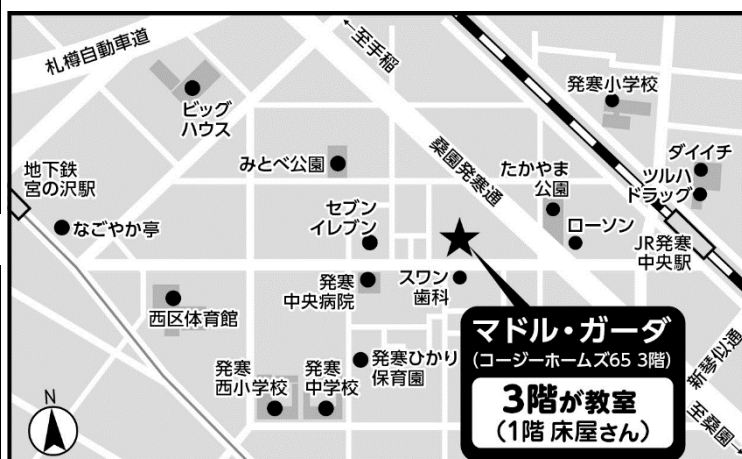 札樽自動車道
←至手稲
発寒小学校
ビッグ
ハウス
みとべ公園
桑園発寒通
たかやま
公園
ダイイチ
ツルハ
ドラッグ
地下鉄
宮の沢駅
なごやか亭
セブン
イレブン
ローソン
JR発寒
中央駅
西区体育館
発寒
中央病院
スワン
歯科
マドル・ガーダ
(コージーホームズ65 3階)
3階が教室
(1階 床屋さん)
新琴似通
至桑園→
発寒ひかり
保育園
発寒
西小学校
発寒
中学校
N